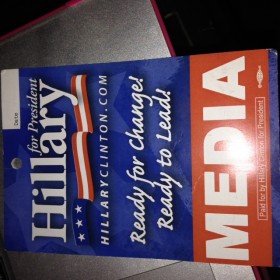 Hillary
for President
HILLARYCLINTON.COM
Ready for Change!
Ready to Lead!
MEDIA
Paid for by Hillary Clinton for President